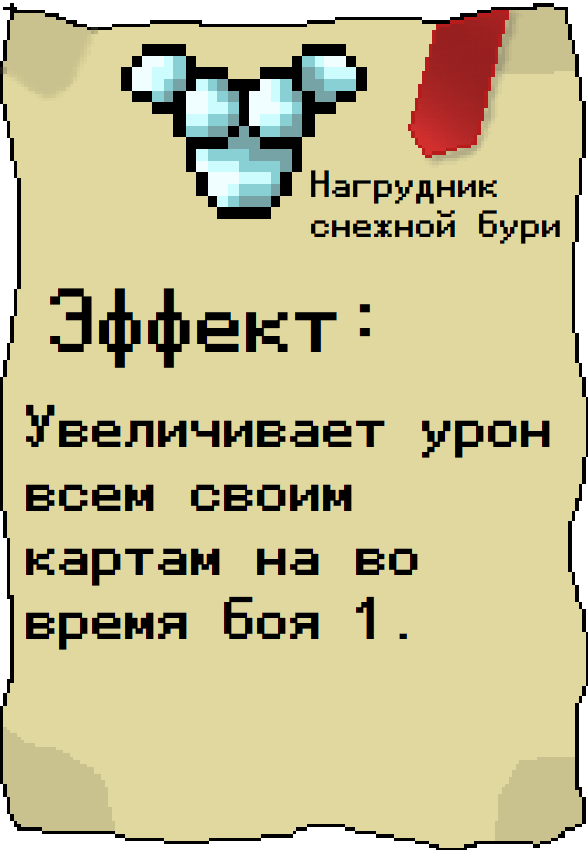 Нагрудник
снежной бури
Эффект:
Увеличивает урон
всем своим
картам на во
время боя 1.